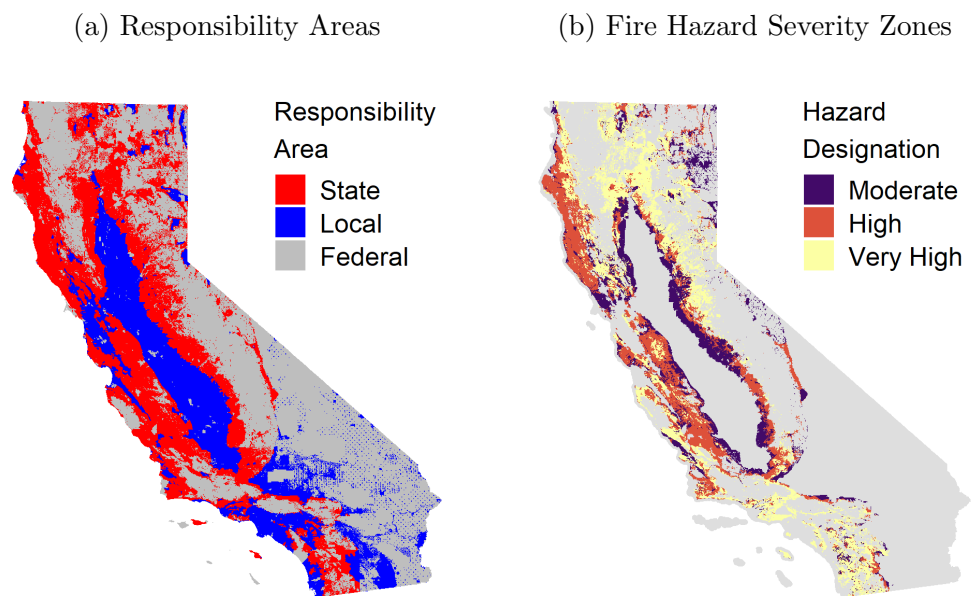 (a) Responsibility Areas
Responsibility
Area
State
Local
Federal
(b) Fire Hazard Severity Zones
Hazard
Designation
Moderate
High
Very High